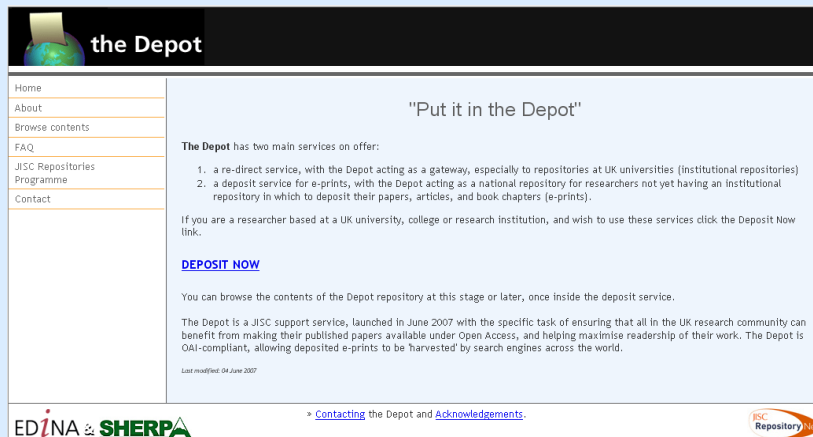 the Depot
Home
About
Browse contents
FAQ
JISC Repositories
Programme
Contact
"Put it in the Depot"
The Depot has two main services on offer:
1. a re-direct service, with the Depot acting as a gateway, especially to repositories at UK universities (institutional repositories)
2. a deposit service for e-prints, with the Depot acting as a national repository for researchers not yet having an institutional
repository in which to deposit their papers, articles, and book chapters (e-prints).
If you are a researcher based at a UK university, college or research institution, and wish to use these services click the Deposit Now
link.
DEPOSIT NOW
You can browse the contents of the Depot repository at this stage or later, once inside the deposit service.
The Depot is a JISC support service, launched in June 2007 with the specific task of ensuring that all in the UK research community can
benefit from making their published papers available under Open Access, and helping maximise readership of their work. The Depot is
OAI-compliant, allowing deposited e-prints to be 'harvested' by search engines across the world.
Last modified: 04 June 2007
» Contacting the Depot and Acknowledgements.
EDINA & SHERPA
JISC
Repository